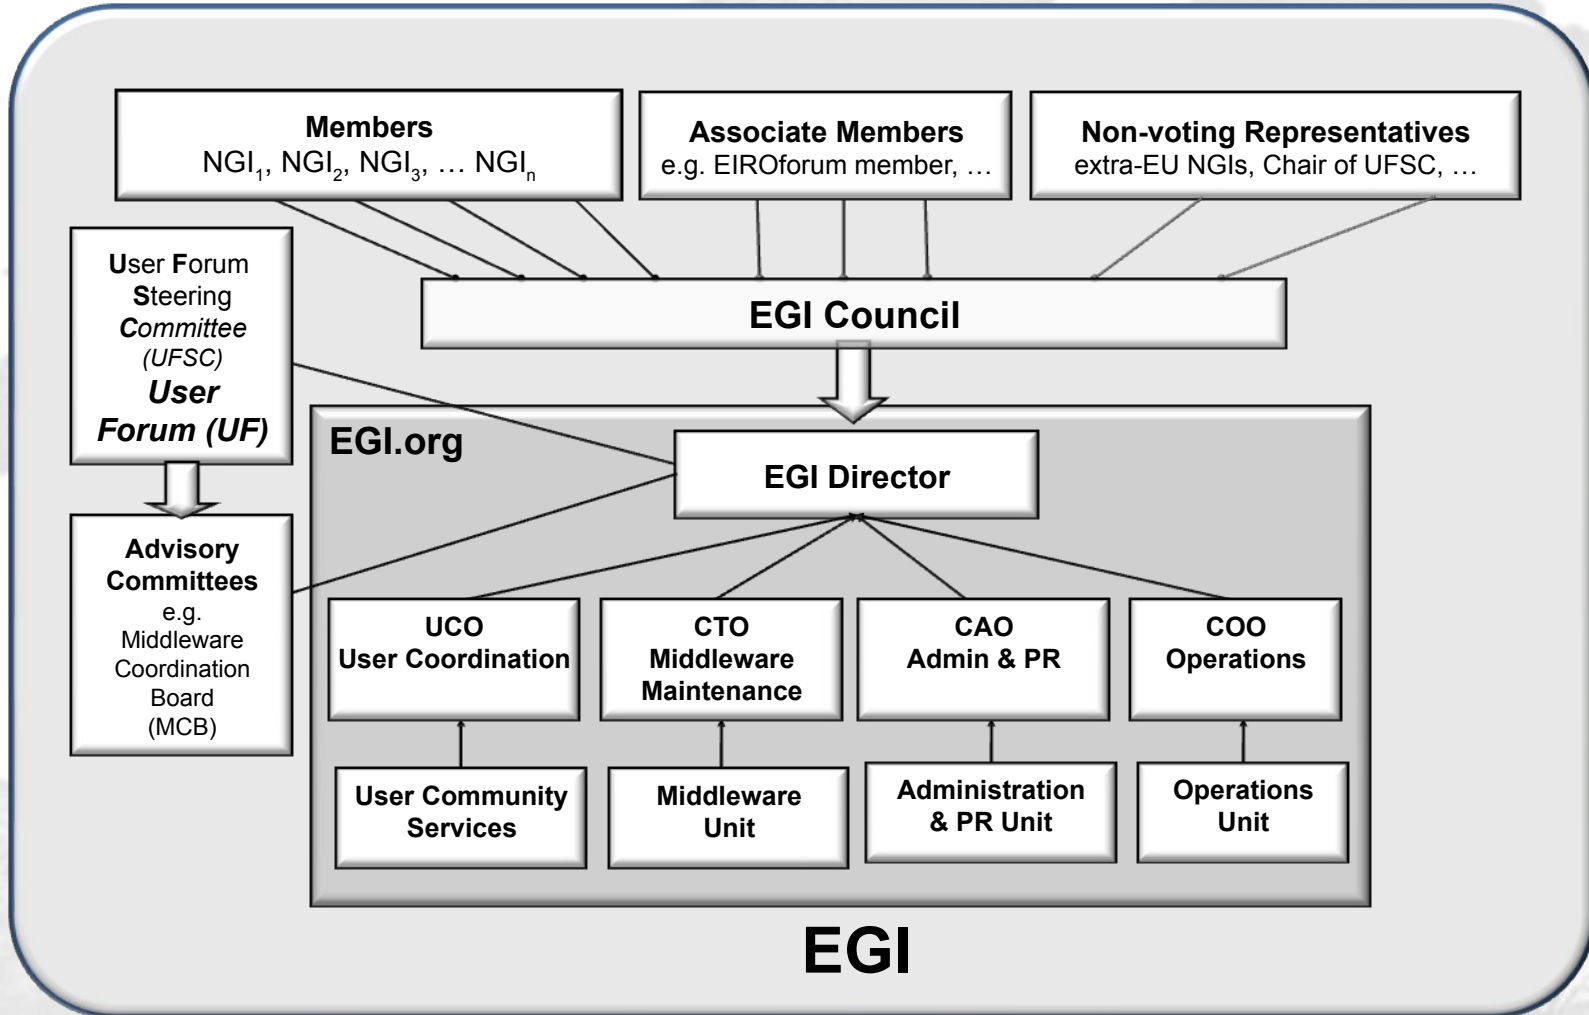 Members
NGI₁, NGI₂, NGI₃, … NGIₙ
Associate Members
e.g. EIROforum member, …
Non-voting Representatives
extra-EU NGIs, Chair of UFSC, …
User Forum
Steering
Committee
(UFSC)
User
Forum (UF)
EGI Council
EGI.org
EGI Director
Advisory
Committees
e.g.
Middleware
Coordination
Board
(MCB)
UCO
User Coordination
CTO
Middleware
Maintenance
CAO
Admin & PR
COO
Operations
User Community
Services
Middleware
Unit
Administration
& PR Unit
Operations
Unit
EGI